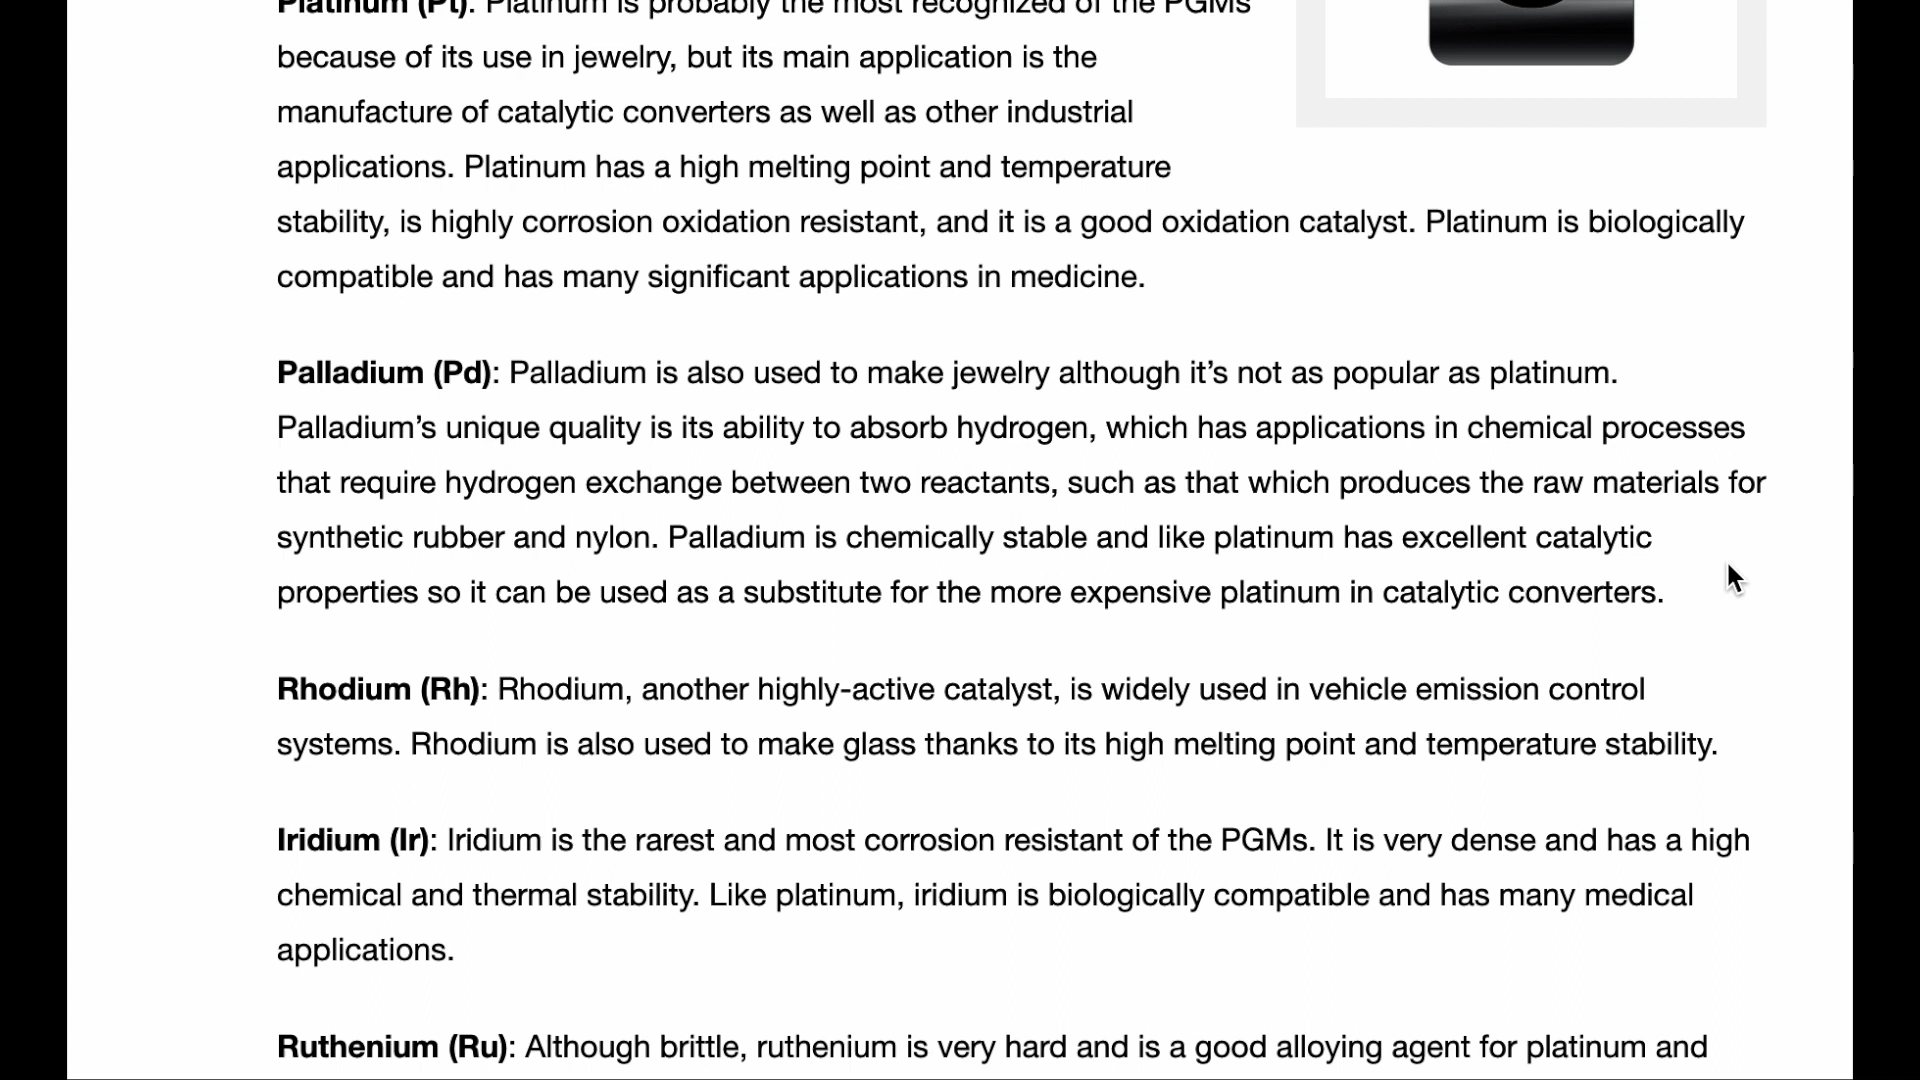 Platinum (Pt): Platinum is probably the most recognized of the PGMs
because of its use in jewelry, but its main application is the
manufacture of catalytic converters as well as other industrial
applications. Platinum has a high melting point and temperature
stability, is highly corrosion oxidation resistant, and it is a good oxidation catalyst. Platinum is biologically
compatible and has many significant applications in medicine.
Palladium (Pd): Palladium is also used to make jewelry although it’s not as popular as platinum.
Palladium’s unique quality is its ability to absorb hydrogen, which has applications in chemical processes
that require hydrogen exchange between two reactants, such as that which produces the raw materials for
synthetic rubber and nylon. Palladium is chemically stable and like platinum has excellent catalytic
properties so it can be used as a substitute for the more expensive platinum in catalytic converters.
Rhodium (Rh): Rhodium, another highly-active catalyst, is widely used in vehicle emission control
systems. Rhodium is also used to make glass thanks to its high melting point and temperature stability.
Iridium (Ir): Iridium is the rarest and most corrosion resistant of the PGMs. It is very dense and has a high
chemical and thermal stability. Like platinum, iridium is biologically compatible and has many medical
applications.
Ruthenium (Ru): Although brittle, ruthenium is very hard and is a good alloying agent for platinum and